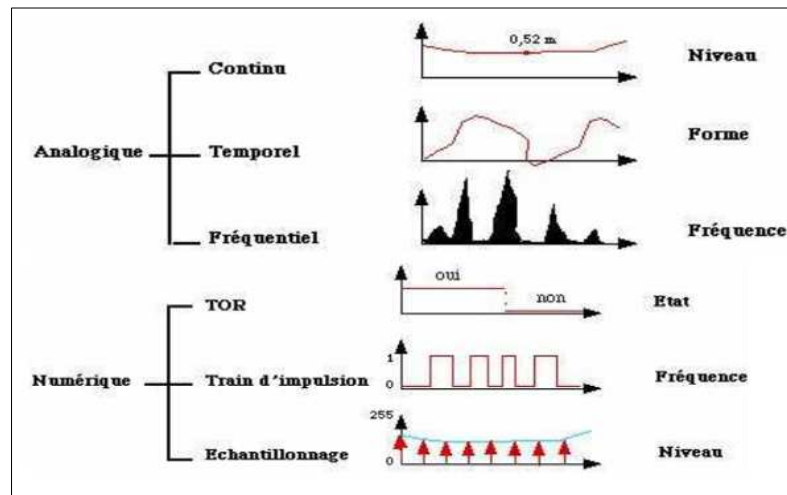 0,52 m
Continu
Niveau
Analogique
Temporel
Forme
Fréquentiel
Fréquence
oui
non
TOR
Etat
1
0
Numérique
Train d'impulsion
Fréquence
255
0
Echantillonnage
Niveau